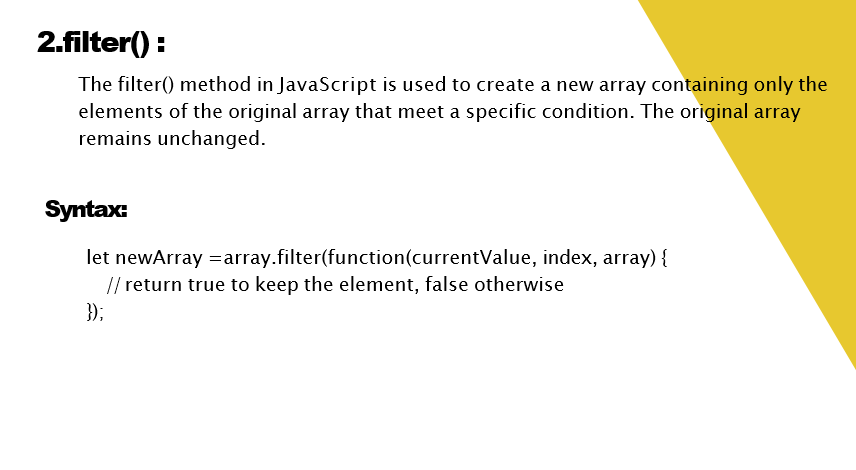 2.filter() :
The filter() method in JavaScript is used to create a new array containing only the
elements of the original array that meet a specific condition. The original array
remains unchanged.
Syntax:
let newArray =array.filter(function(currentValue, index, array) {
// return true to keep the element, false otherwise
});